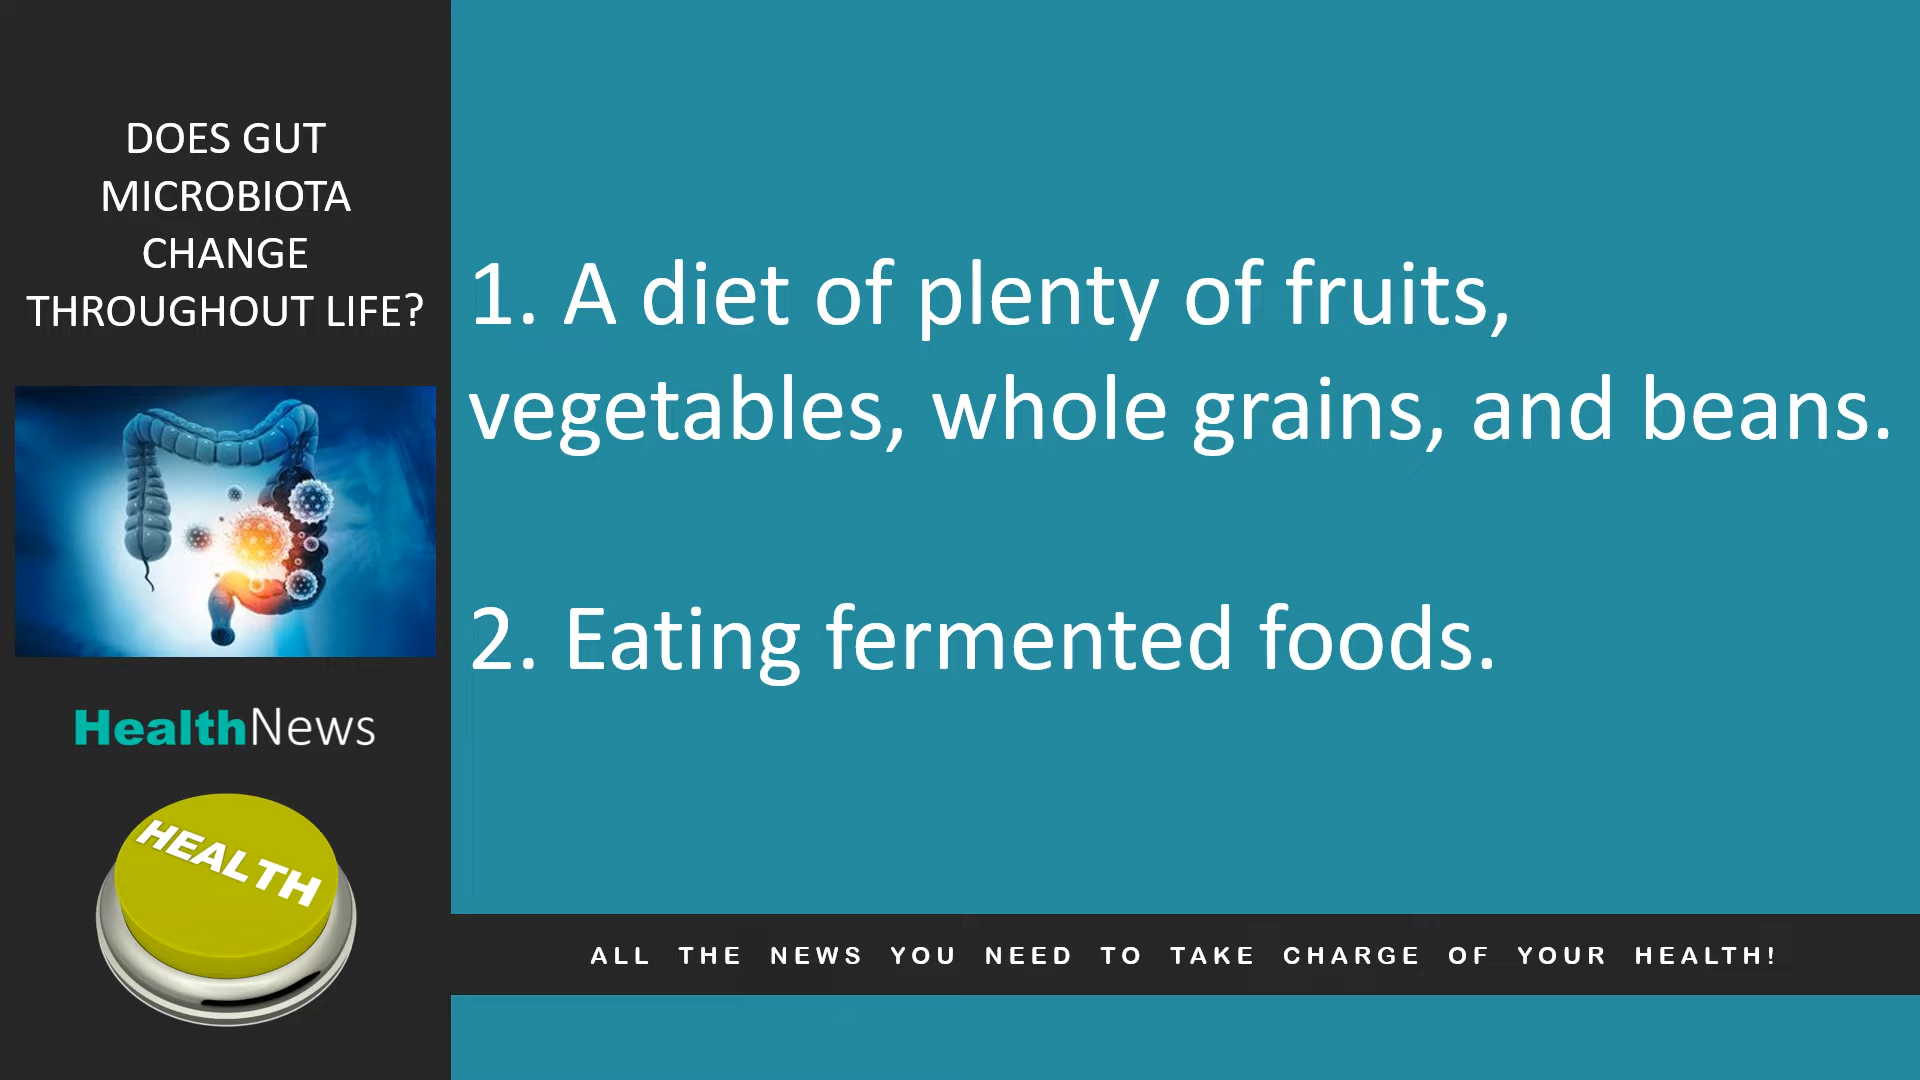 DOES GUT
MICROBIOTA
CHANGE
THROUGHOUT LIFE?
HealthNews
HEALTH
1. A diet of plenty of fruits,
vegetables, whole grains, and beans.
2. Eating fermented foods.
ALL THE NEWS YOU NEED TO TAKE CHARGE OF YOUR HEALTH!